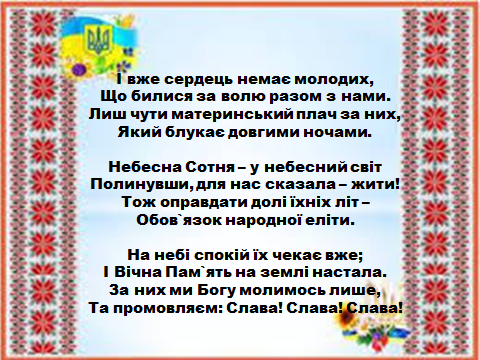 І вже сердець немає молодих,
Що билися за волю разом з нами.
Лиш чути материнський плач за них,
Який блукає довгими ночами.

Небесна Сотня – у небесний світ
Полинувши, для нас сказала – жити!
Тож оправдати долі їхніх літ –
Обов`язок народної еліти.

На небі спокій їх чекає вже;
І Вічна Пам`ять на землі настала.
За них ми Богу молимось лише,
Та промовляєм: Слава! Слава! Слава!